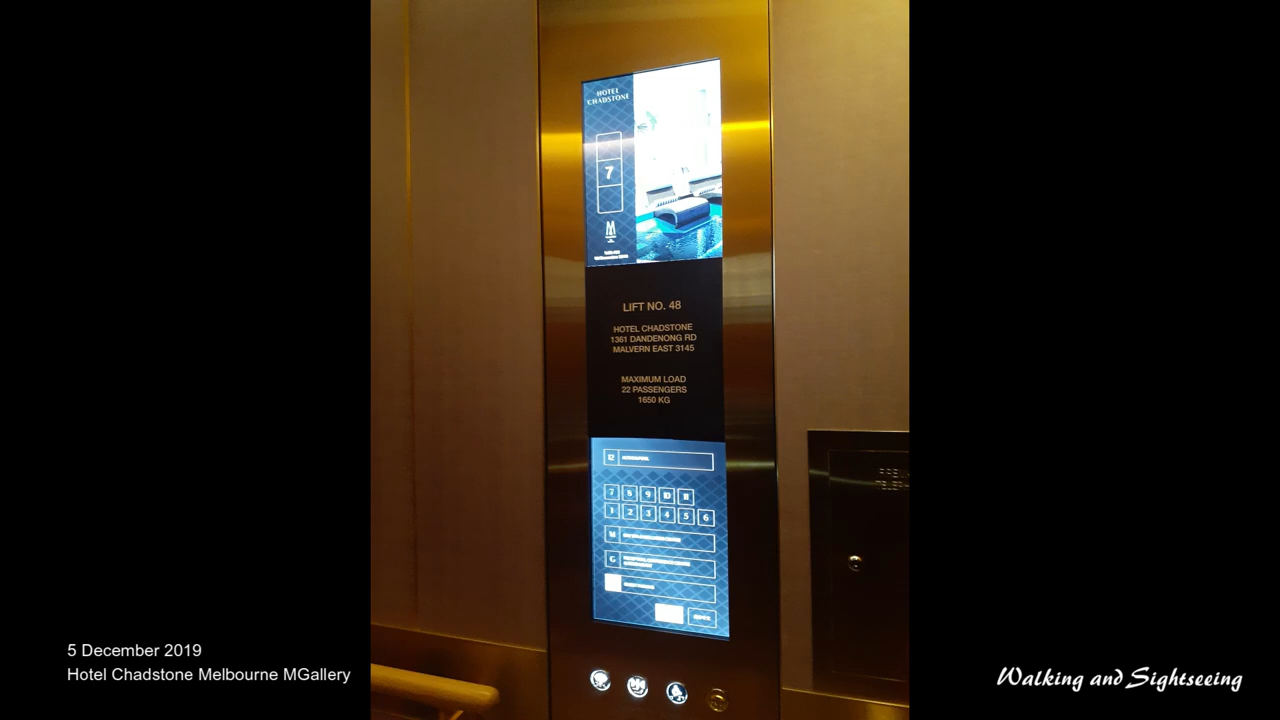 HOTEL
CHADSTONE
7
M
LIFT NO. 48
HOTEL CHADSTONE
1361 DANDENONG RD
MALVERN EAST 3145
MAXIMUM LOAD
22 PASSENGERS
1650 KG
12
7 8 9 10 11
1 2 3 4 5 6
M
G
5 December 2019
Hotel Chadstone Melbourne MGallery
Walking and Sightseeing